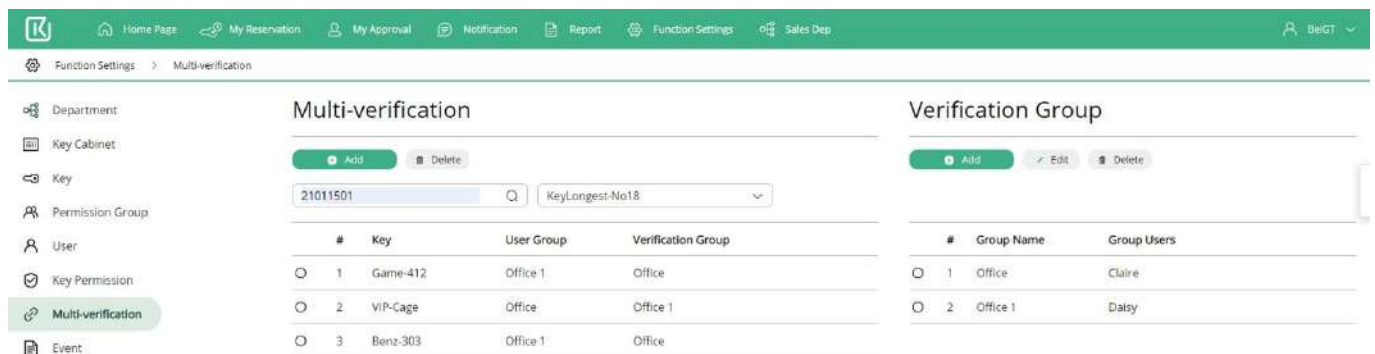 Home Page My Reservation My Approval Notification Report Function Settings Sales Dep BeiGT
Function Settings > Multi-verification
Department
Key Cabinet
Key
Permission Group
User
Key Permission
Multi-verification
Event
Multi-verification
Add Delete
21011501 KeyLongest-No18
# Key User Group Verification Group
1 Game-412 Office 1 Office
2 VIP-Cage Office Office 1
3 Benz-303 Office 1 Office
Verification Group
Add Edit Delete
# Group Name Group Users
1 Office Claire
2 Office 1 Daisy